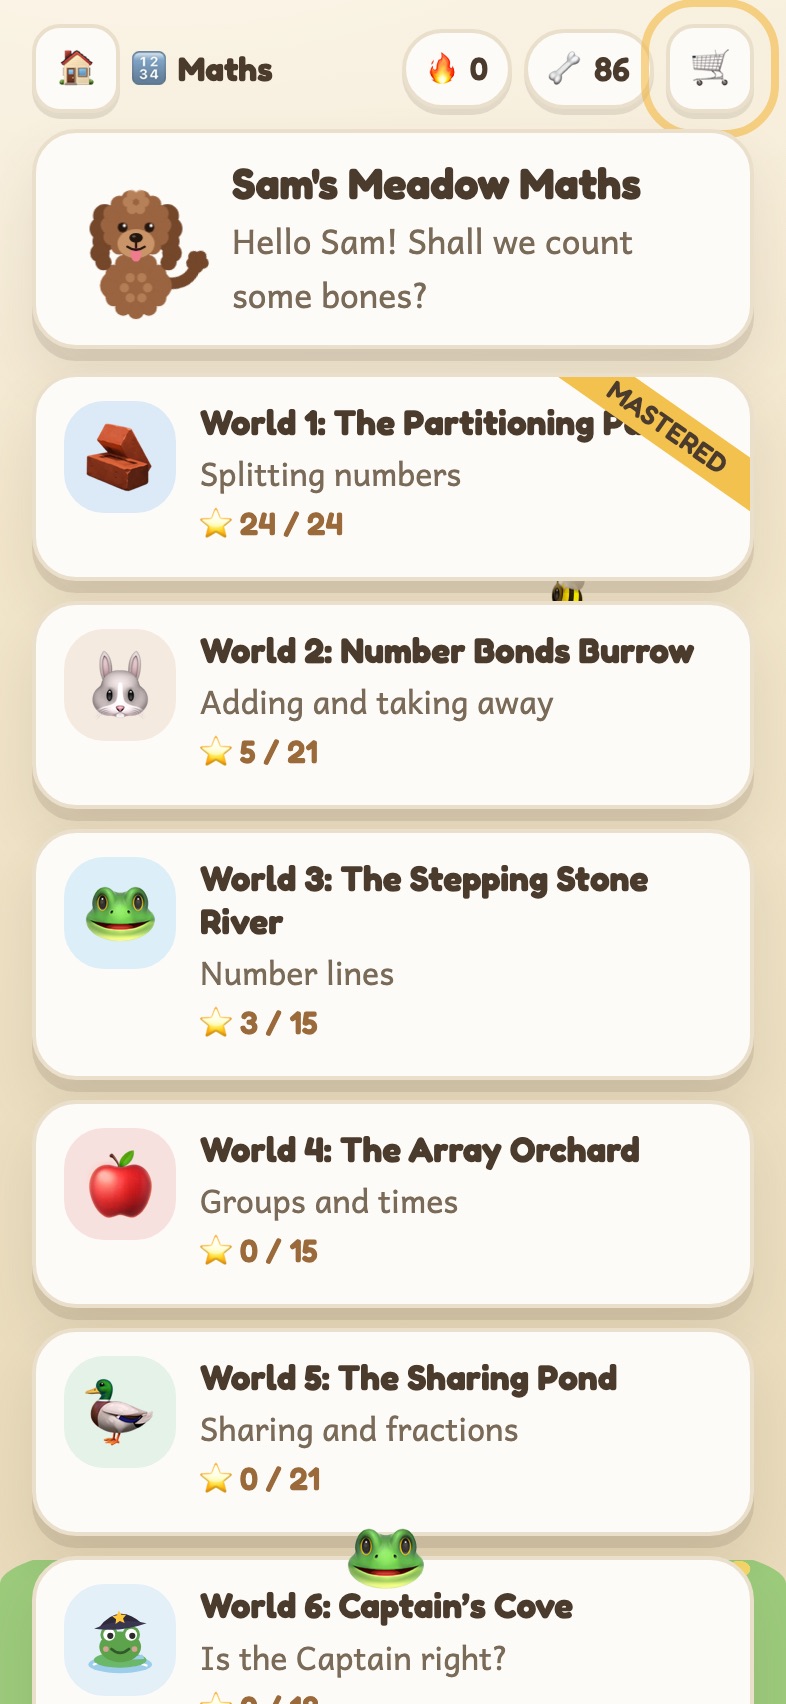 Maths
0
86
Sam's Meadow Maths
Hello Sam! Shall we count
some bones?
MASTERED
World 1: The Partitioning
Splitting numbers
24 / 24
World 2: Number Bonds Burrow
Adding and taking away
5 / 21
World 3: The Stepping Stone
River
Number lines
3 / 15
World 4: The Array Orchard
Groups and times
0 / 15
World 5: The Sharing Pond
Sharing and fractions
0 / 21
World 6: Captain’s Cove
Is the Captain right?